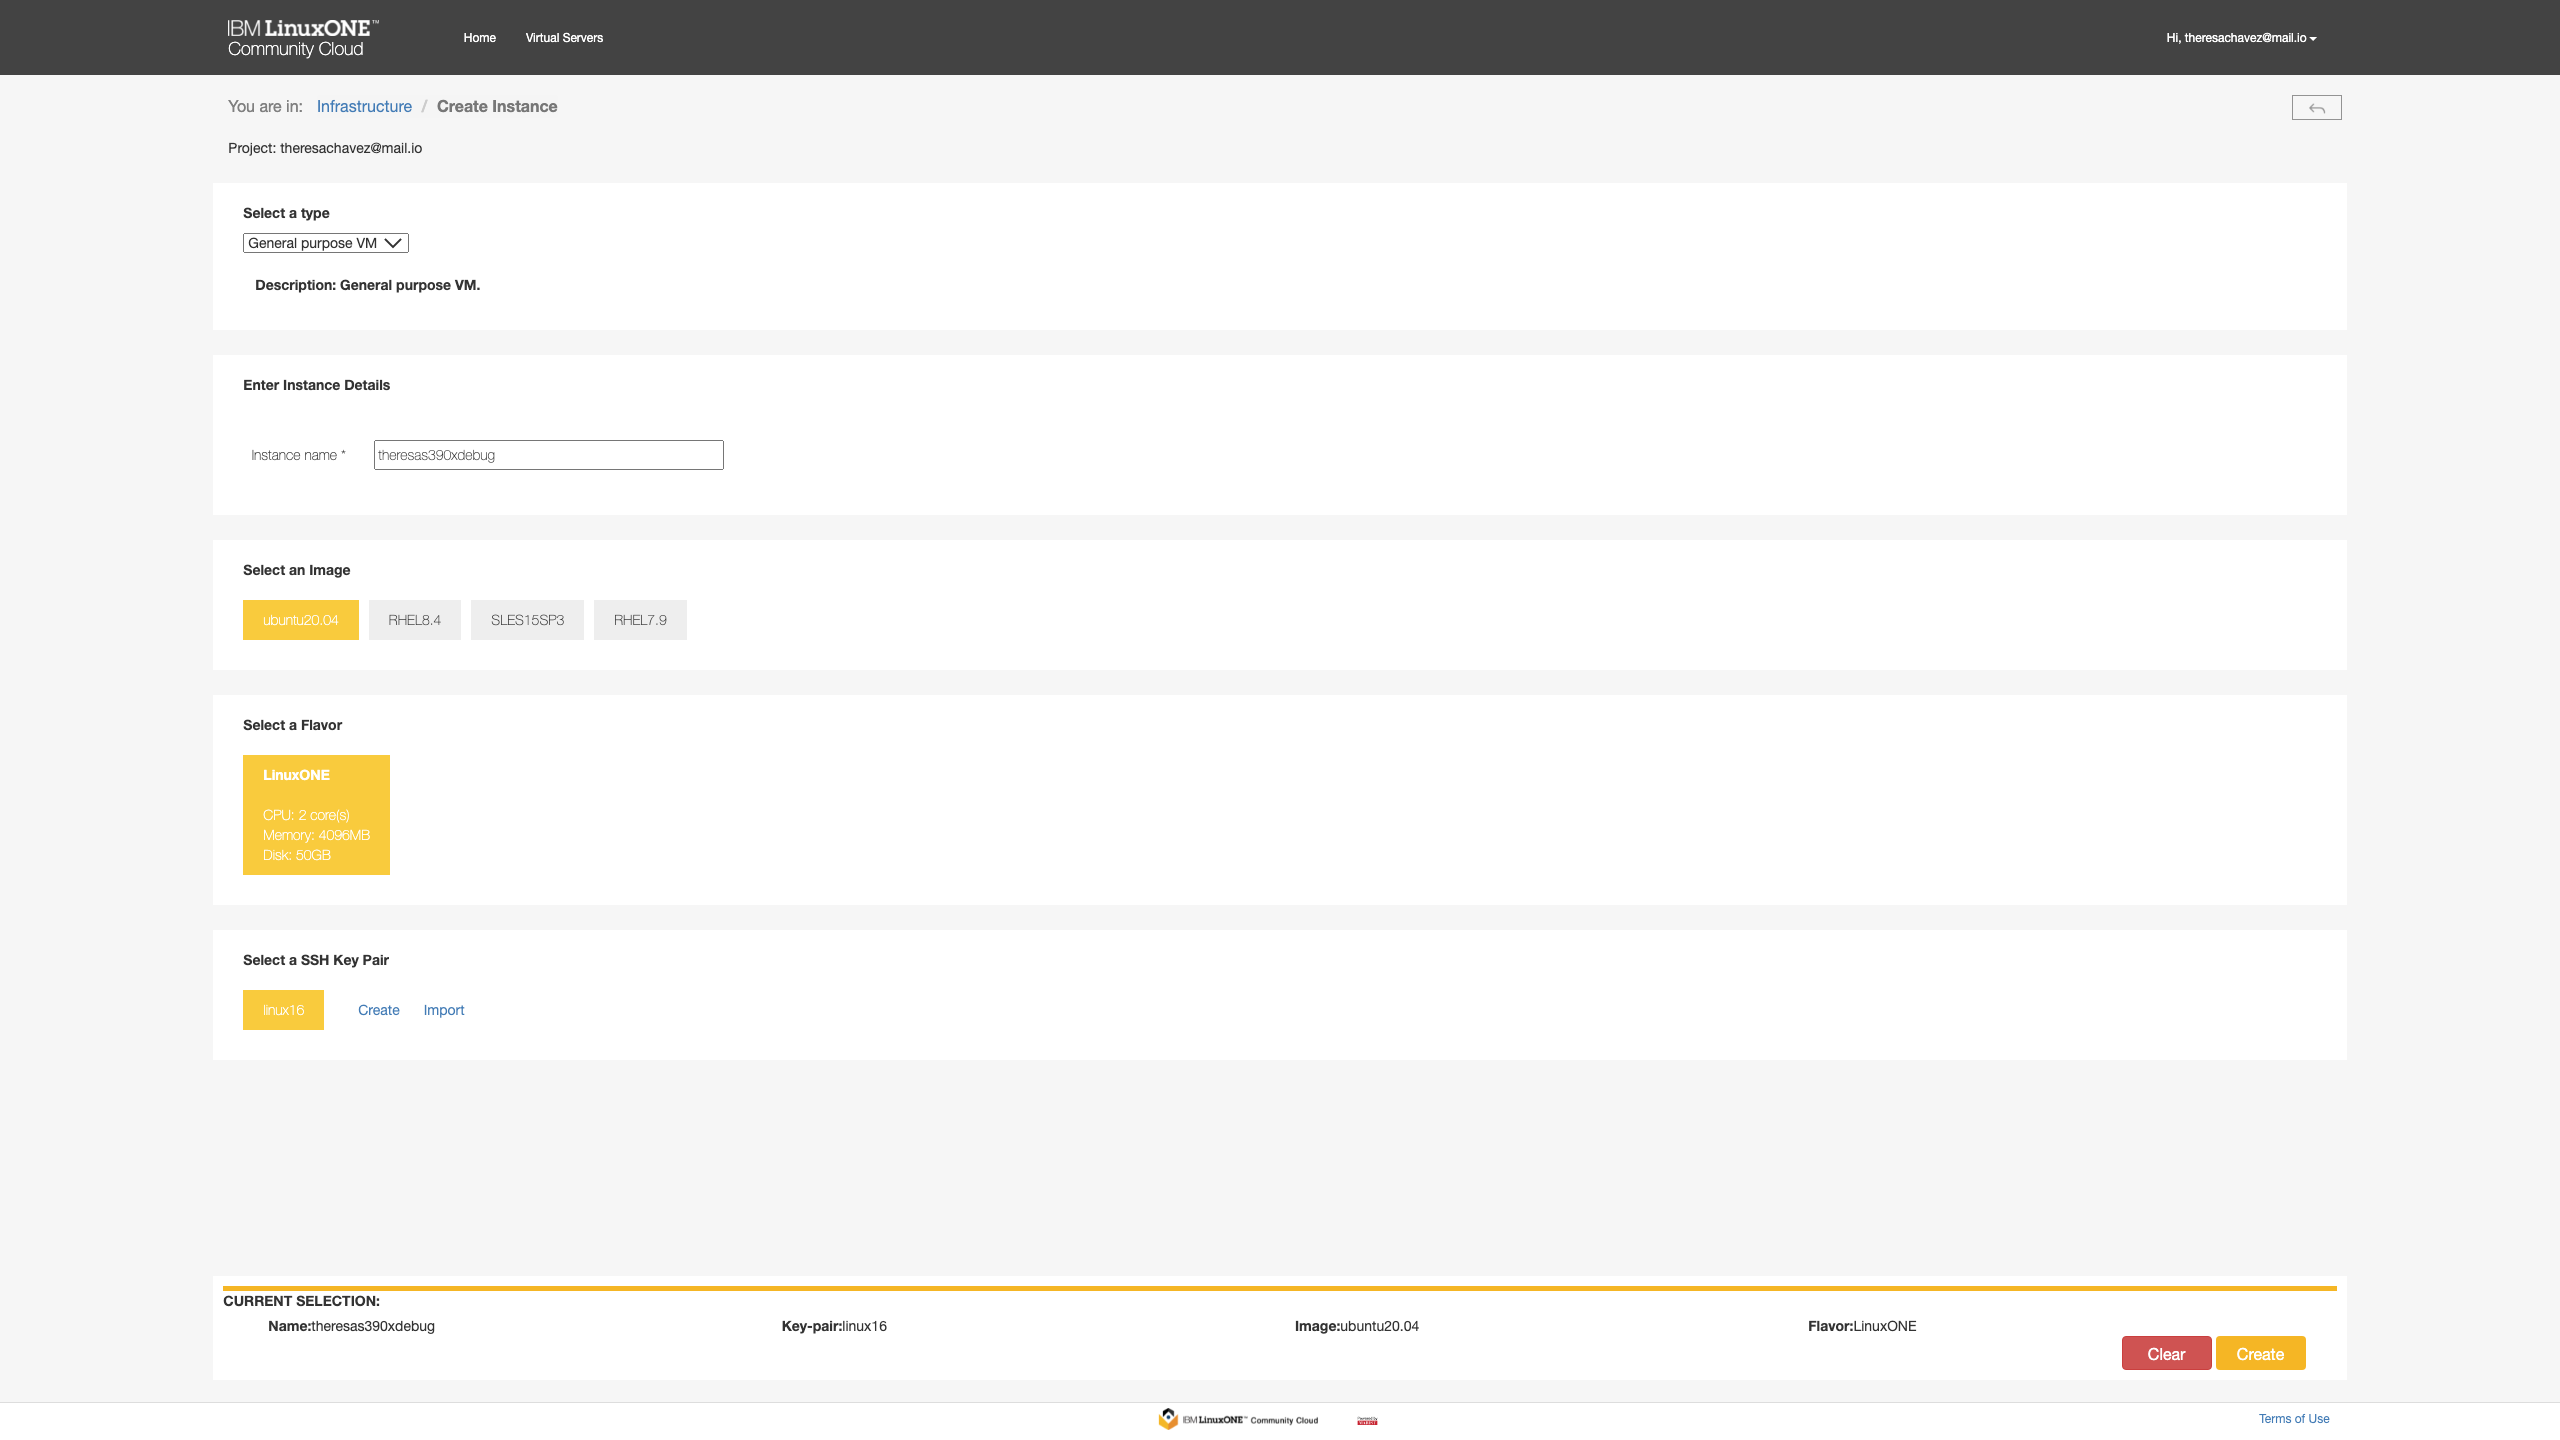 IBM LinuxONE™
Community Cloud
Home Virtual Servers
Hi, theresachavez@mail.io
You are in: Infrastructure / Create Instance
Project: theresachavez@mail.io
Select a type
General purpose VM
Description: General purpose VM.
Enter Instance Details
Instance name * theresas390xdebug
Select an Image
ubuntu20.04 RHEL8.4 SLES15SP3 RHEL7.9
Select a Flavor
LinuxONE
CPU: 2 core(s)
Memory: 4096MB
Disk: 50GB
Select a SSH Key Pair
linux16 Create Import
CURRENT SELECTION:
Name:theresas390xdebug Key-pair:linux16 Image:ubuntu20.04 Flavor:LinuxONE
Clear Create
IBM LinuxONE™ Community Cloud
Terms of Use